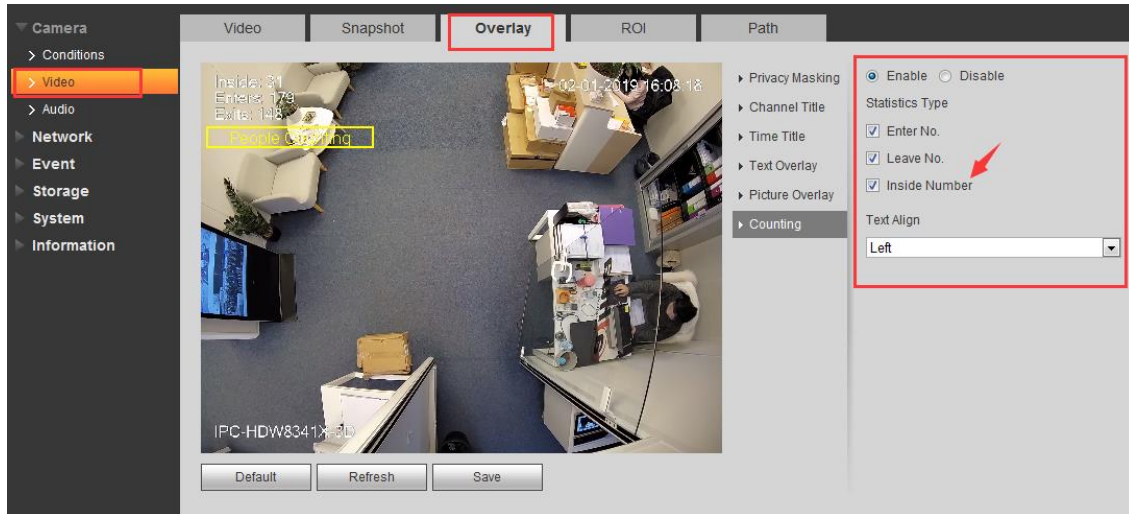 Camera
Conditions
Video
Audio
Network
Event
Storage
System
Information
Video
Snapshot
Overlay
ROI
Path
Inside: 31
Enters: 179
Exits: 148
People Counting
02-01-2019 16:08:18
IPC-HDW8341X-3D
Default
Refresh
Save
Privacy Masking
Channel Title
Time Title
Text Overlay
Picture Overlay
Counting
Enable
Disable
Statistics Type
Enter No.
Leave No.
Inside Number
Text Align
Left